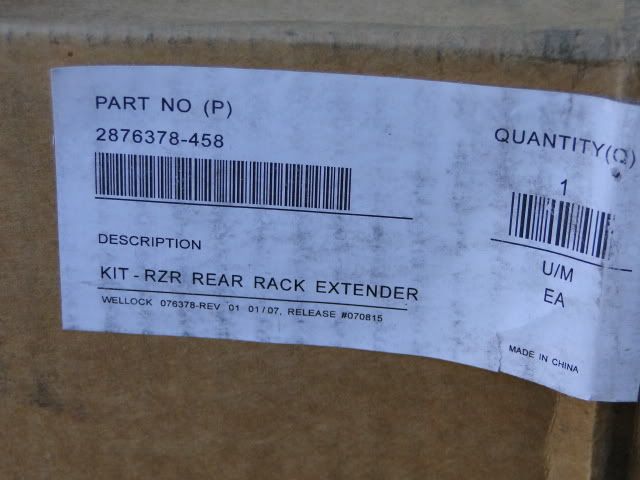 PART NO (P)
2876378-458
QUANTITY(Q)
1
DESCRIPTION
U/M
KIT - RZR REAR RACK EXTENDER
EA
WELLOCK 076378-REV 01 01/07, RELEASE #070815
MADE IN CHINA